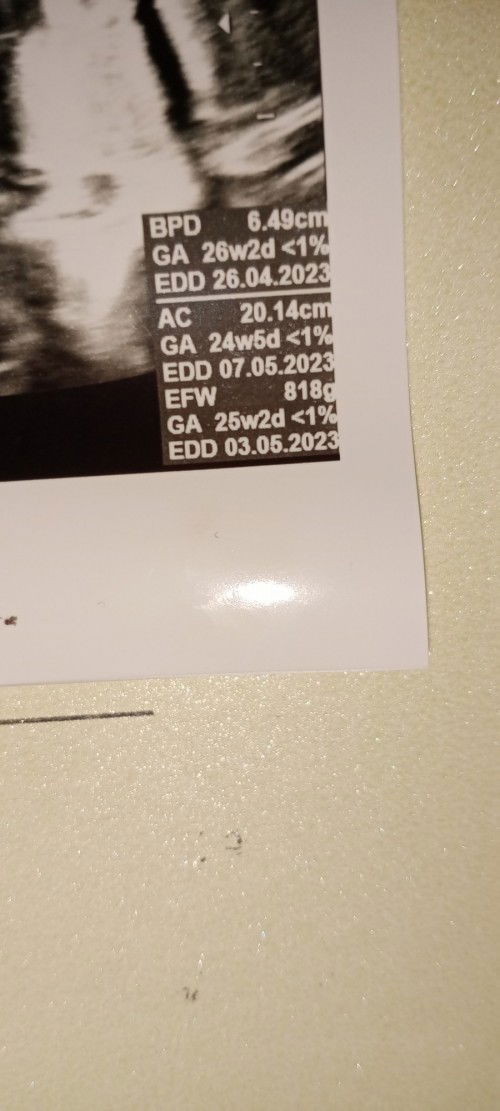 BPD 6.49cm
GA 26w2d <1%
EDD 26.04.2023
AC 20.14cm
GA 24w5d <1%
EDD 07.05.2023
EFW 818g
GA 25w2d <1%
EDD 03.05.2023